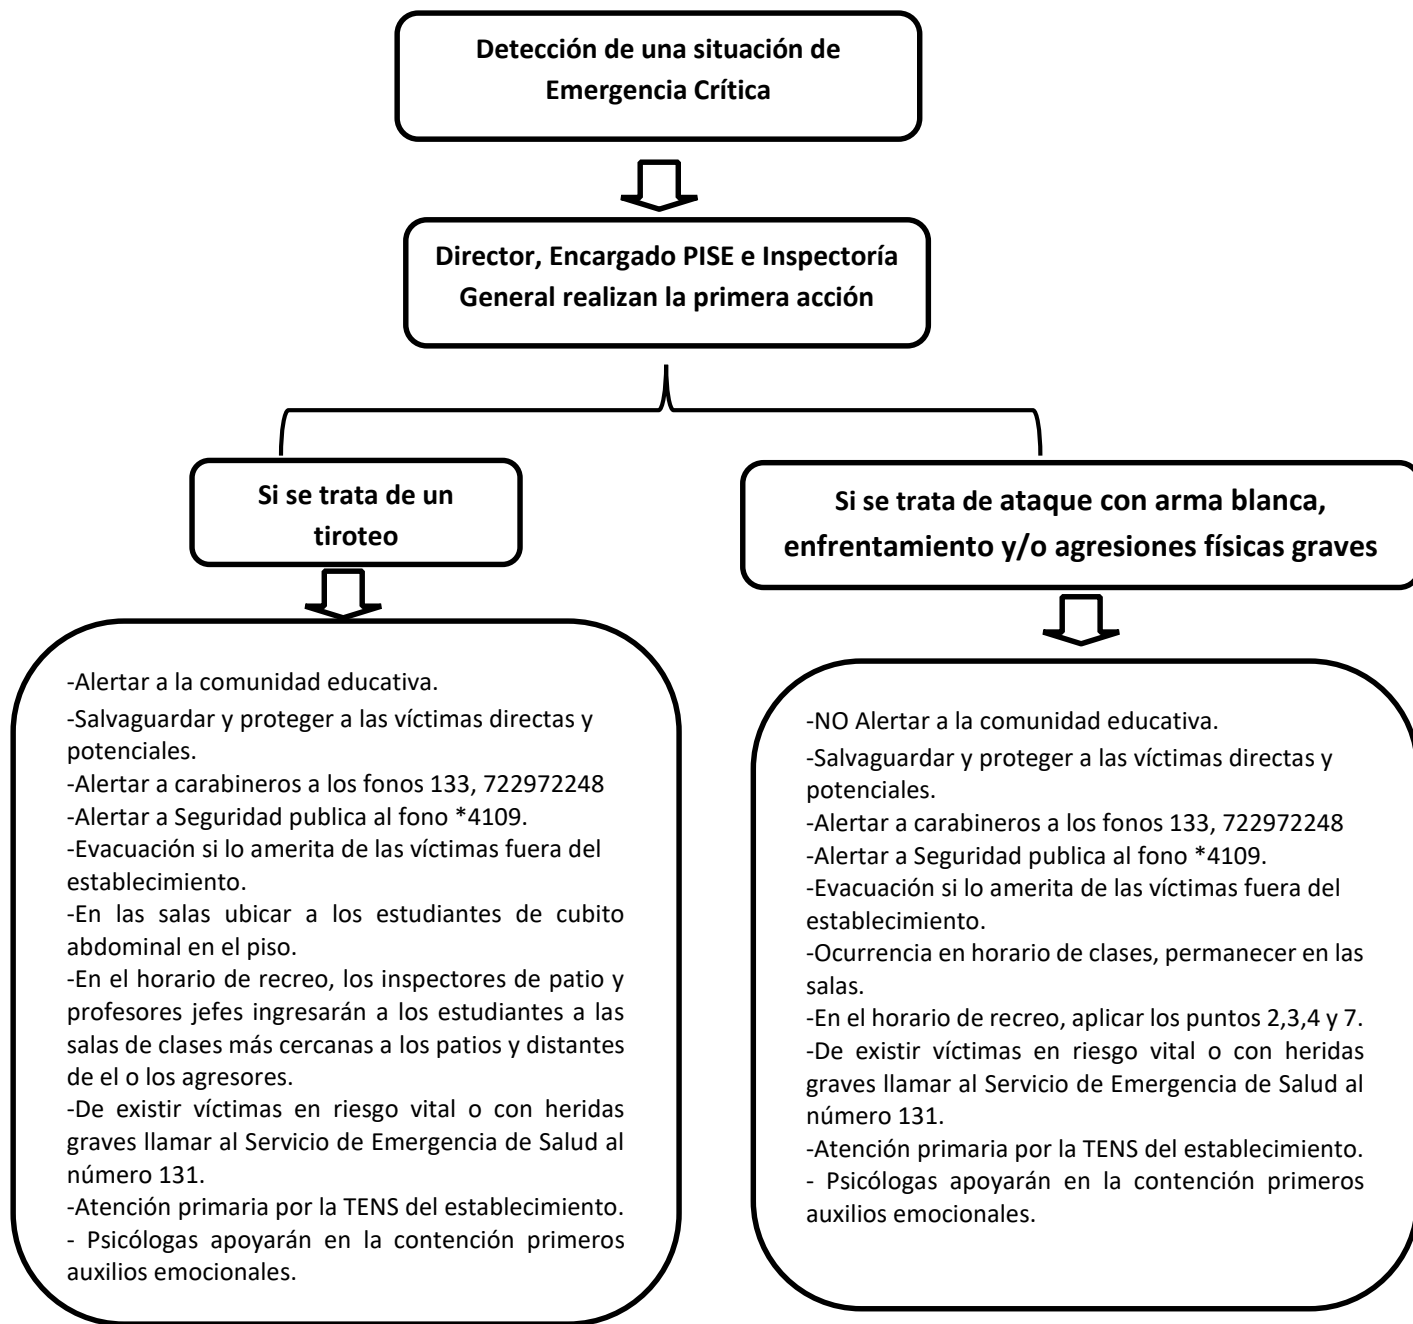 Detección de una situación de
Emergencia Crítica
Director, Encargado PISE e Inspectoría
General realizan la primera acción
Si se trata de un
tiroteo
-Alertar a la comunidad educativa.
-Salvaguardar y proteger a las víctimas directas y
potenciales.
-Alertar a carabineros a los fonos 133, 722972248
-Alertar a Seguridad publica al fono *4109.
-Evacuación si lo amerita de las víctimas fuera del
establecimiento.
-En las salas ubicar a los estudiantes de cubito
abdominal en el piso.
-En el horario de recreo, los inspectores de patio y
profesores jefes ingresarán a los estudiantes a las
salas de clases más cercanas a los patios y distantes
de el o los agresores.
-De existir víctimas en riesgo vital o con heridas
graves llamar al Servicio de Emergencia de Salud al
número 131.
-Atención primaria por la TENS del establecimiento.
- Psicólogas apoyarán en la contención primeros
auxilios emocionales.
Si se trata de ataque con arma blanca,
enfrentamiento y/o agresiones físicas graves
-NO Alertar a la comunidad educativa.
-Salvaguardar y proteger a las víctimas directas y
potenciales.
-Alertar a carabineros a los fonos 133, 722972248
-Alertar a Seguridad publica al fono *4109.
-Evacuación si lo amerita de las víctimas fuera del
establecimiento.
-Ocurrencia en horario de clases, permanecer en las
salas.
-En el horario de recreo, aplicar los puntos 2,3,4 y 7.
-De existir víctimas en riesgo vital o con heridas
graves llamar al Servicio de Emergencia de Salud al
número 131.
-Atención primaria por la TENS del establecimiento.
- Psicólogas apoyarán en la contención primeros
auxilios emocionales.